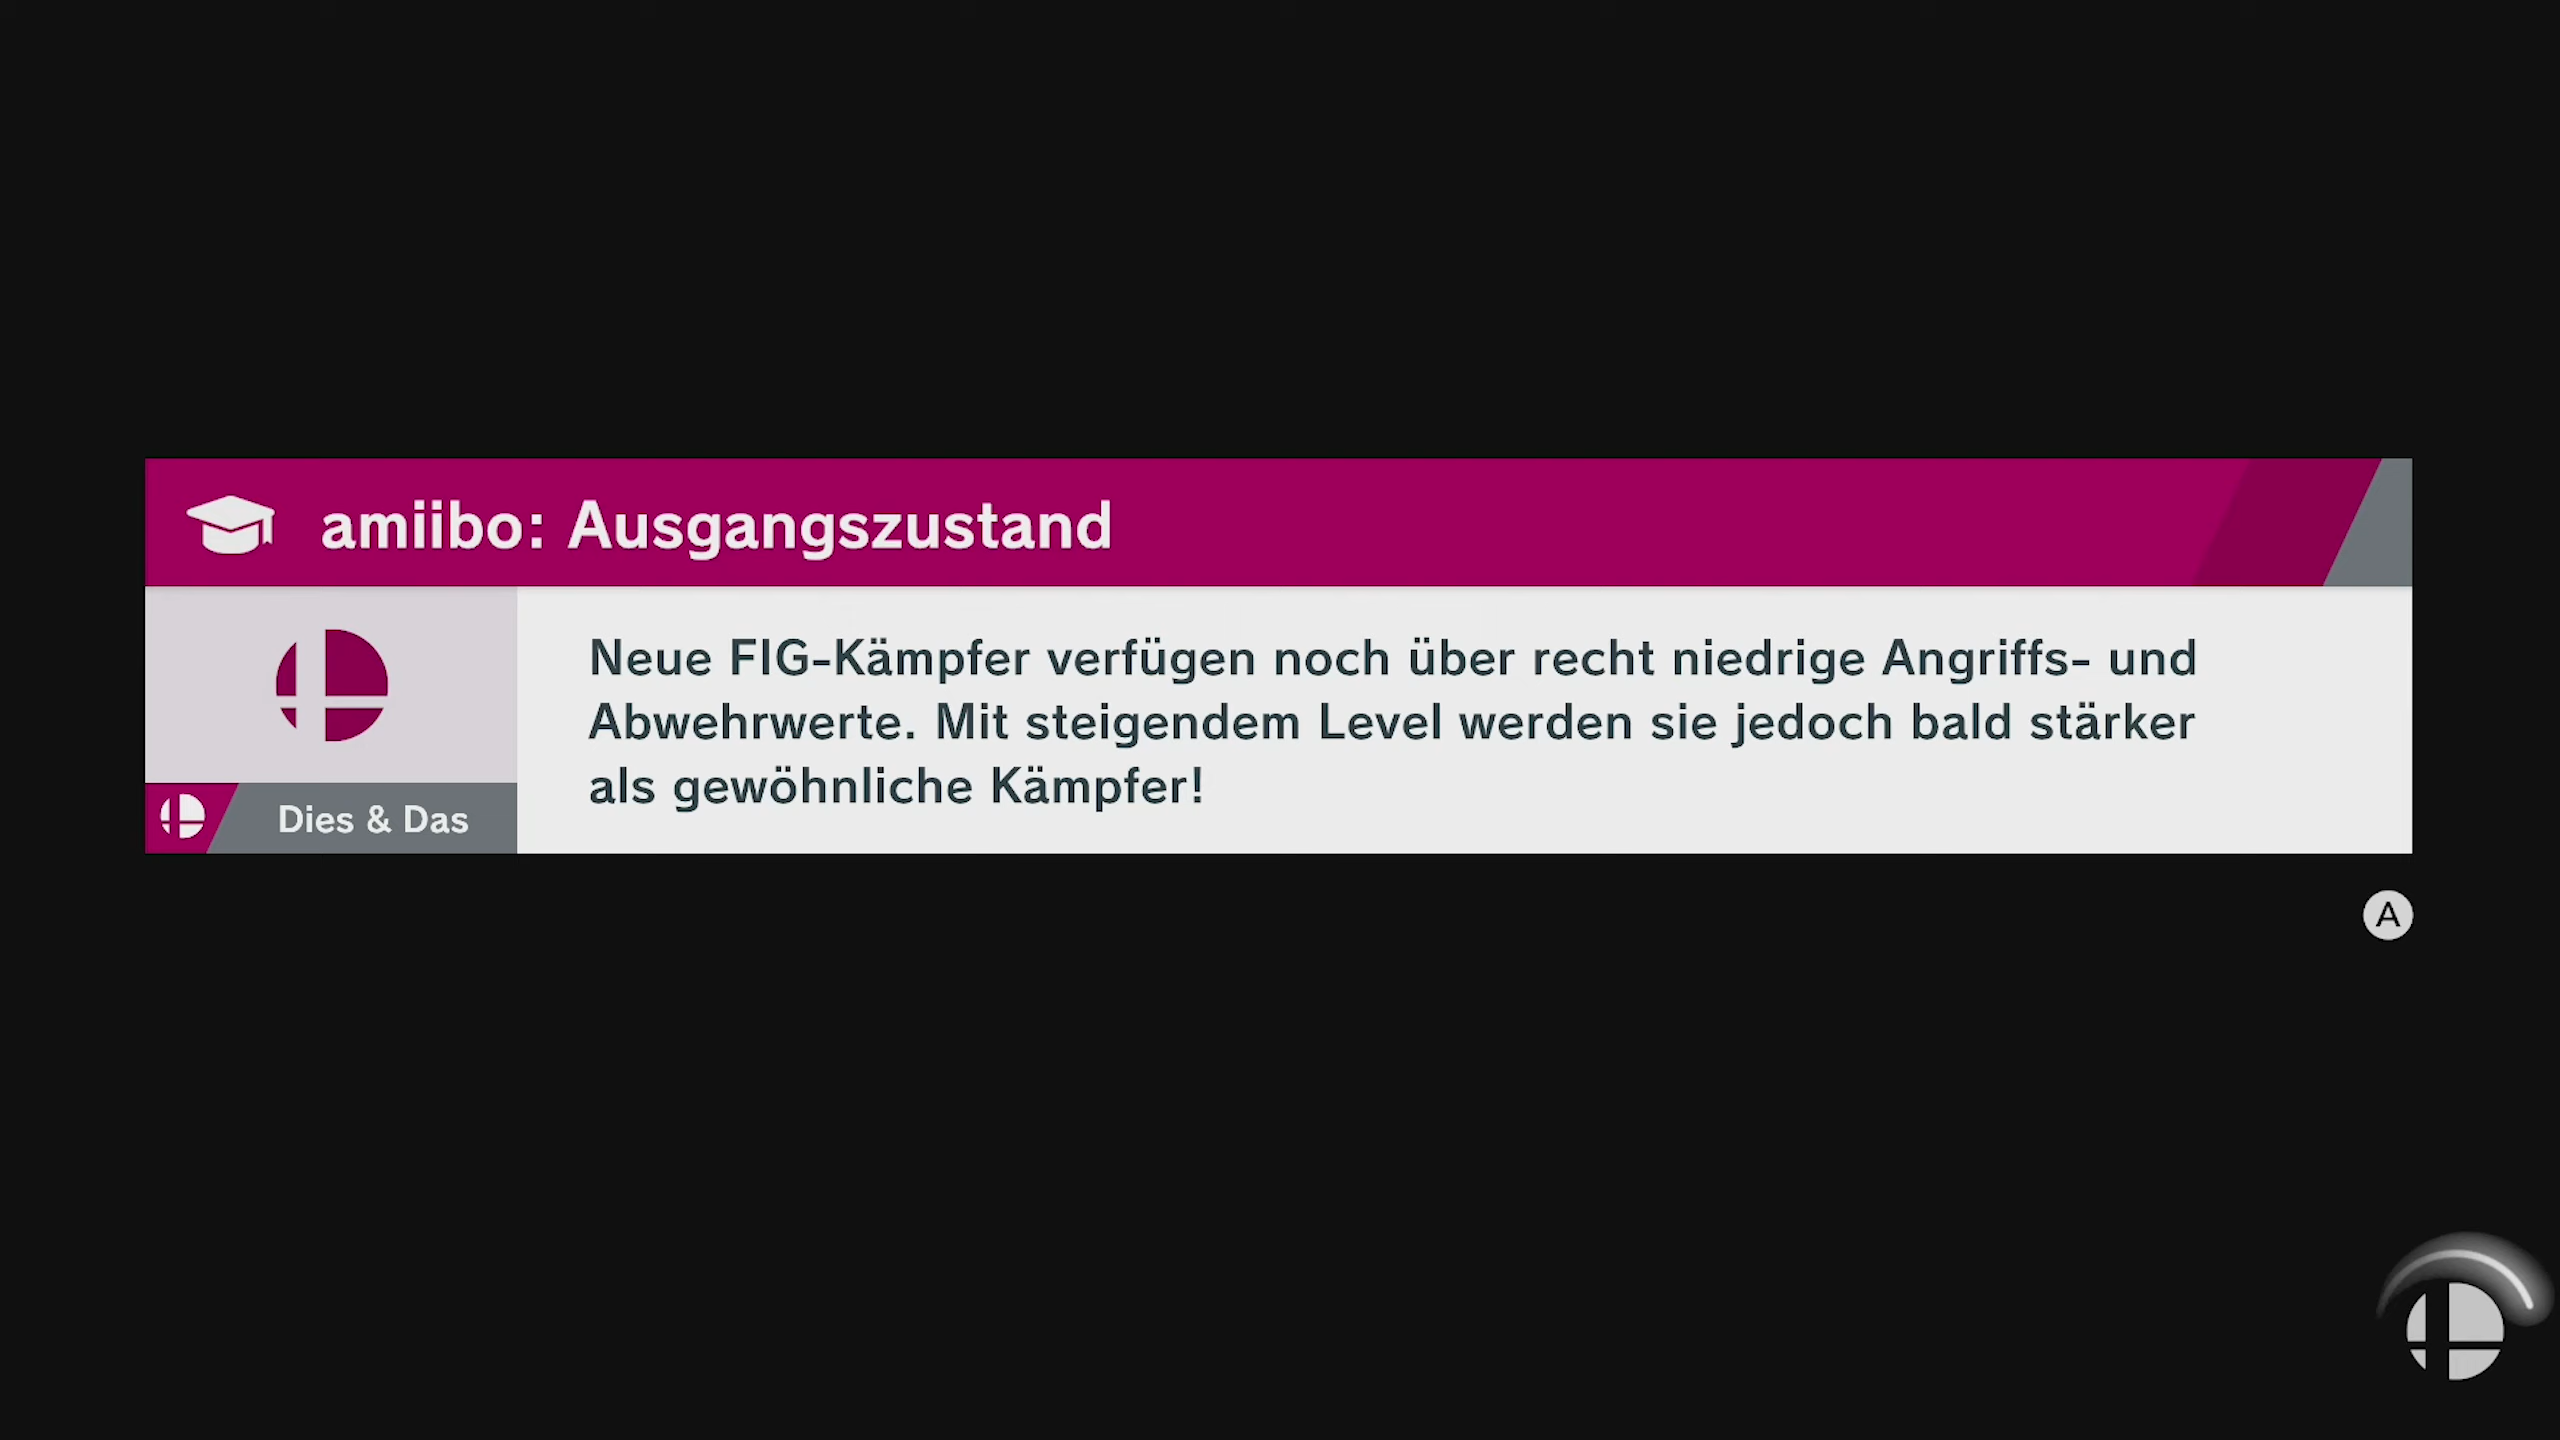 amiibo: Ausgangszustand
Neue FIG-Kämpfer verfügen noch über recht niedrige Angriffs- und
Abwehrwerte. Mit steigendem Level werden sie jedoch bald stärker
als gewöhnliche Kämpfer!
Dies & Das
A